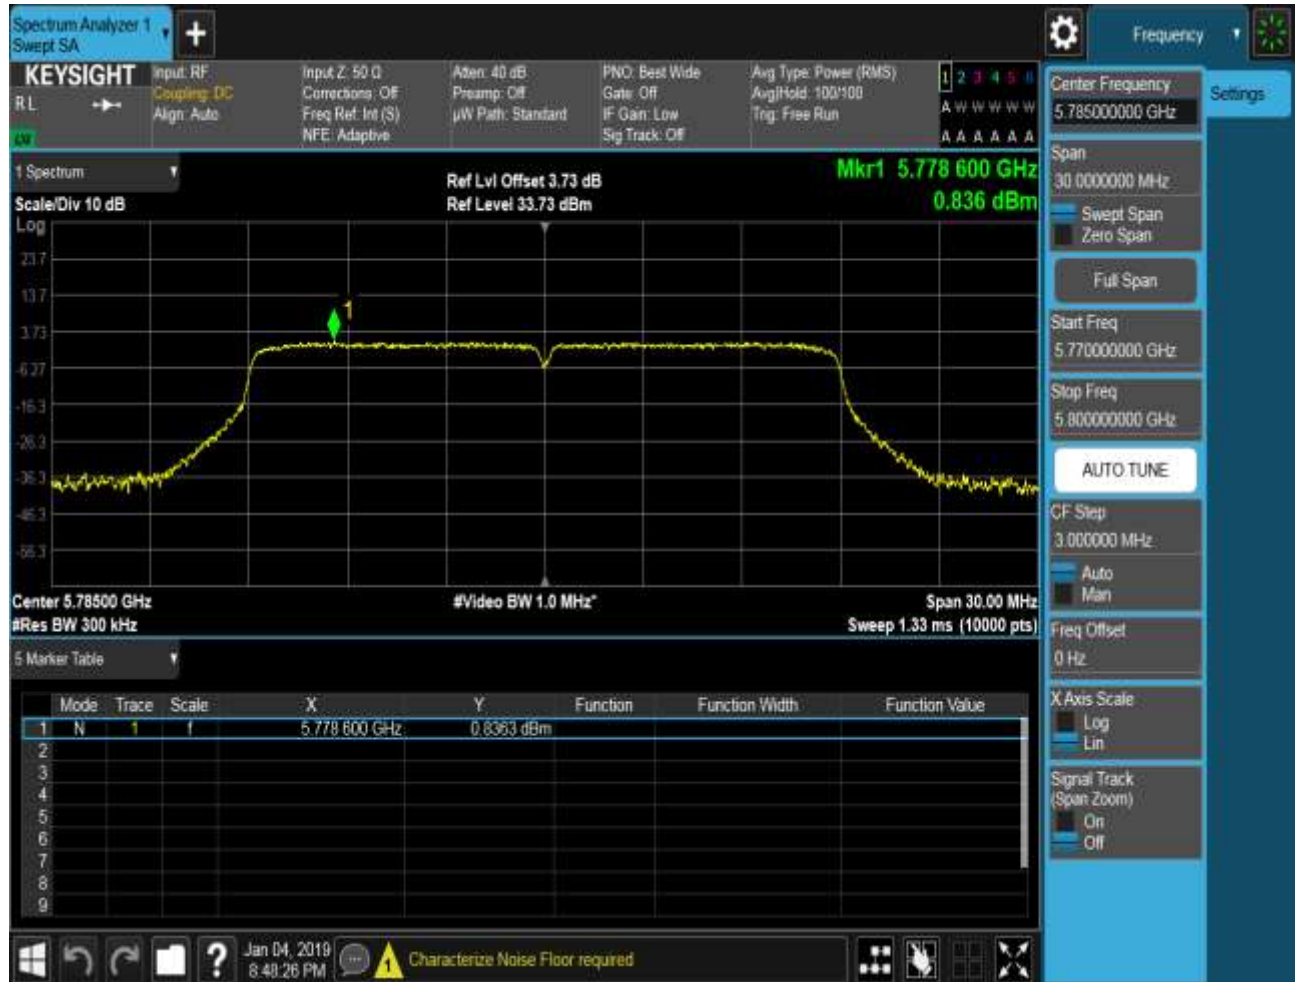 Spectrum Analyzer 1
Swept SA
Frequency
KEYSIGHT
RL
Input: RF
Coupling: DC
Align: Auto
Input Z: 50 Ω
Corrections: Off
Freq Ref: Int (S)
NFE: Adaptive
Atten: 40 dB
Preamp: Off
µW Path: Standard
PNO: Best Wide
Gate: Off
IF Gain: Low
Sig Track: Off
Avg Type: Power (RMS)
Avg|Hold: 100/100
Trig: Free Run
1 2 3 4 5 6
A W W W W W
A A A A A A
1 Spectrum
Scale/Div 10 dB
Ref Lvl Offset 3.73 dB
Ref Level 33.73 dBm
Mkr1 5.778 600 GHz
0.836 dBm
Log
23.7
13.7
3.73
-6.27
-16.3
-26.3
-36.3
-46.3
-56.3
1
Center 5.78500 GHz
#Res BW 300 kHz
#Video BW 1.0 MHz*
Span 30.00 MHz
Sweep 1.33 ms (10000 pts)
5 Marker Table
Mode Trace Scale X Y Function Function Width Function Value
1 N 1 f 5.778 600 GHz 0.8363 dBm
2
3
4
5
6
7
8
9
Jan 04, 2019
8:48:26 PM
Characterize Noise Floor required
Center Frequency
5.785000000 GHz
Settings
Span
30.0000000 MHz
Swept Span
Zero Span
Full Span
Start Freq
5.770000000 GHz
Stop Freq
5.800000000 GHz
AUTO TUNE
CF Step
3.000000 MHz
Auto
Man
Freq Offset
0 Hz
X Axis Scale
Log
Lin
Signal Track
(Span Zoom)
On
Off